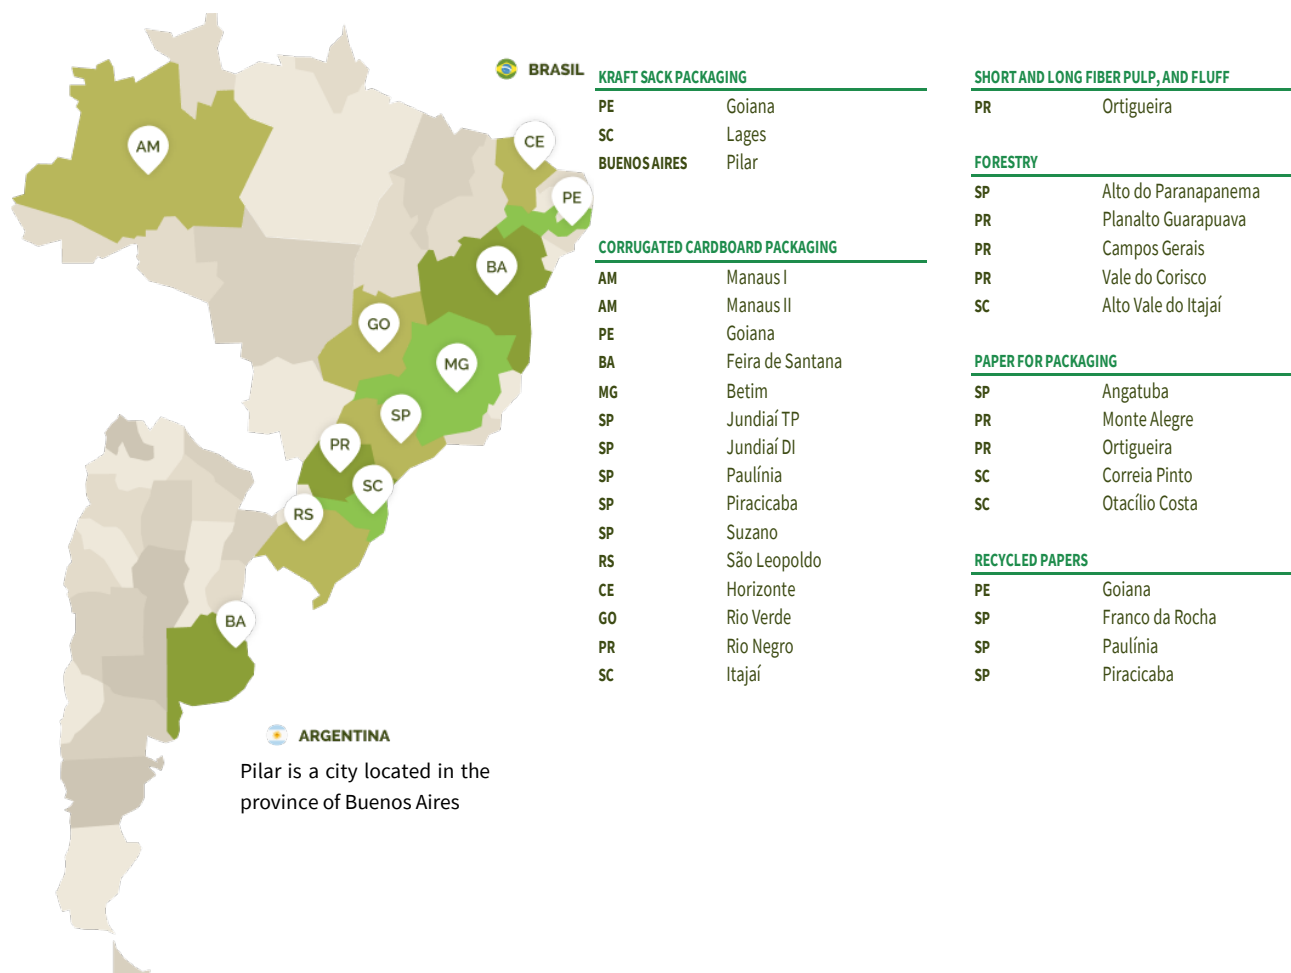 BRASIL
AM
CE
PE
BA
GO
MG
SP
PR
SC
RS
BA
ARGENTINA
Pilar is a city located in the
province of Buenos Aires
KRAFT SACK PACKAGING
PE Goiana
SC Lages
BUENOS AIRES Pilar
CORRUGATED CARDBOARD PACKAGING
AM Manaus I
AM Manaus II
PE Goiana
BA Feira de Santana
MG Betim
SP Jundiaí TP
SP Jundiaí DI
SP Paulínia
SP Piracicaba
SP Suzano
RS São Leopoldo
CE Horizonte
GO Rio Verde
PR Rio Negro
SC Itajaí
SHORT AND LONG FIBER PULP, AND FLUFF
PR Ortigueira
FORESTRY
SP Alto do Paranapanema
PR Planalto Guarapuava
PR Campos Gerais
PR Vale do Corisco
SC Alto Vale do Itajaí
PAPER FOR PACKAGING
SP Angatuba
PR Monte Alegre
PR Ortigueira
SC Correia Pinto
SC Otacílio Costa
RECYCLED PAPERS
PE Goiana
SP Franco da Rocha
SP Paulínia
SP Piracicaba